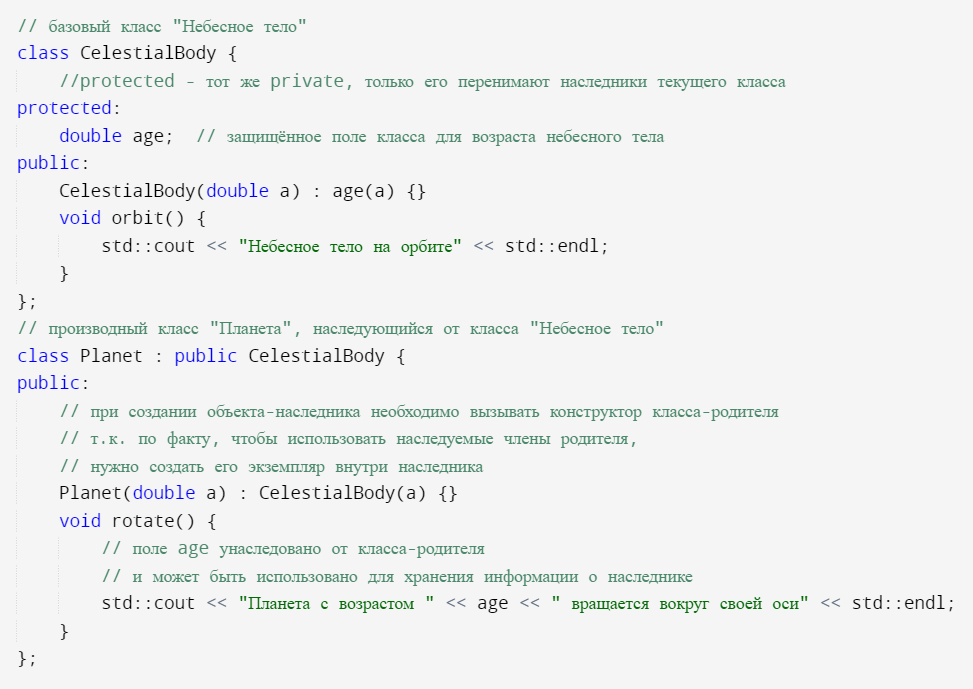 // базовый класс "Небесное тело"
class CelestialBody {
    //protected - тот же private, только его перенимают наследники текущего класса
protected:
    double age;  // защищённое поле класса для возраста небесного тела
public:
    CelestialBody(double a) : age(a) {}
    void orbit() {
        std::cout << "Небесное тело на орбите" << std::endl;
    }
};
// производный класс "Планета", наследующийся от класса "Небесное тело"
class Planet : public CelestialBody {
public:
    // при создании объекта-наследника необходимо вызывать конструктор класса-родителя
    // т.к. по факту, чтобы использовать наследуемые члены родителя,
    // нужно создать его экземпляр внутри наследника
    Planet(double a) : CelestialBody(a) {}
    void rotate() {
        // поле age унаследовано от класса-родителя
        // и может быть использовано для хранения информации о наследнике
        std::cout << "Планета с возрастом " << age << " вращается вокруг своей оси" << std::endl;
    }
};